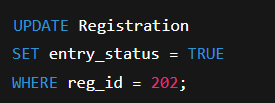 UPDATE Registration
SET entry_status = TRUE
WHERE reg_id = 202;